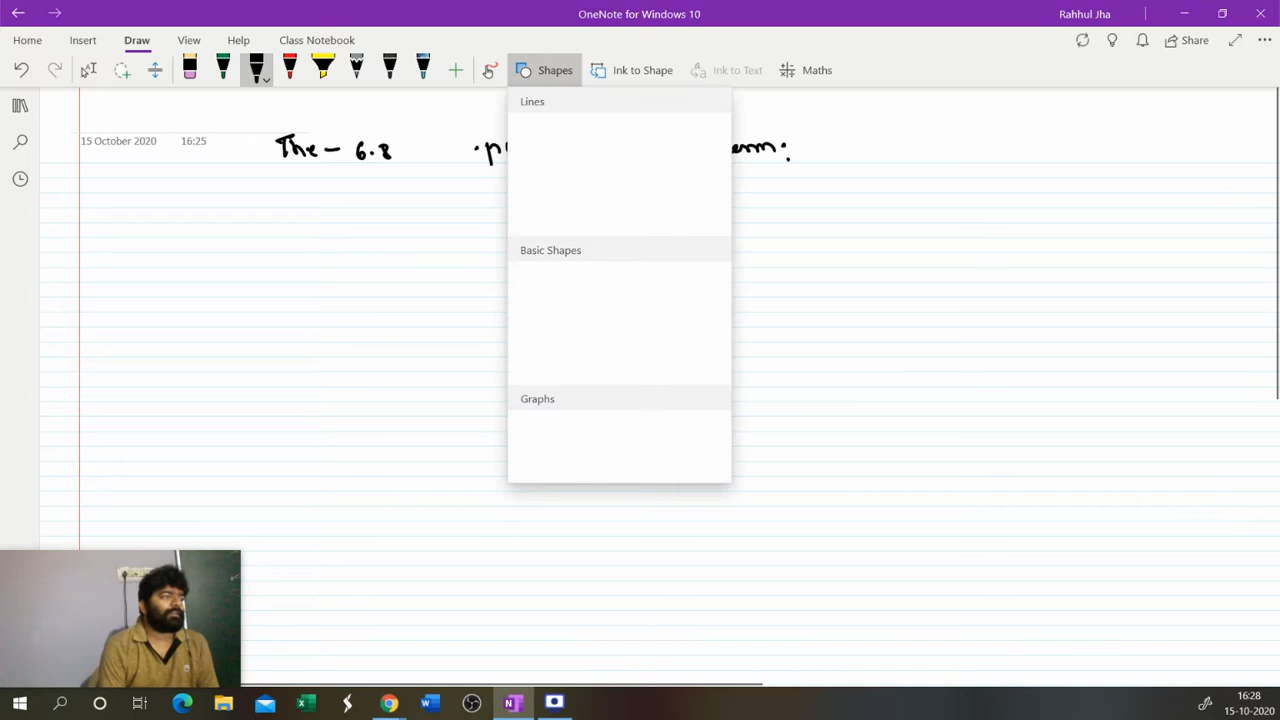 OneNote for Windows 10
Rahhul Jha
Home Insert Draw View Help Class Notebook
Share
Shapes Ink to Shape Ink to Text Maths
Lines
15 October 2020 16:25
The - 6.8
Basic Shapes
Graphs
16:28
15-10-2020